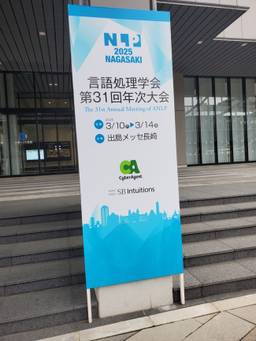 NLP
2025
NAGASAKI
言語処理学会
第31回年次大会
The 31st Annual Meeting of ANLP
3/10 3/14
出島メッセ長崎
CA
CyberAgent
SB Intuitions